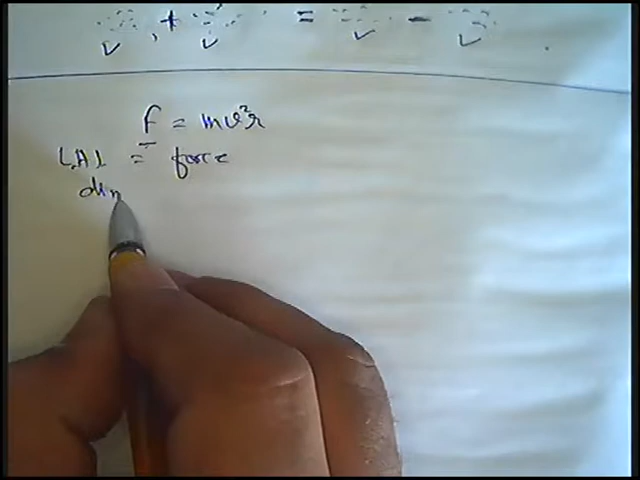 , + = -
f = mv²r
L.H.S = force
dim